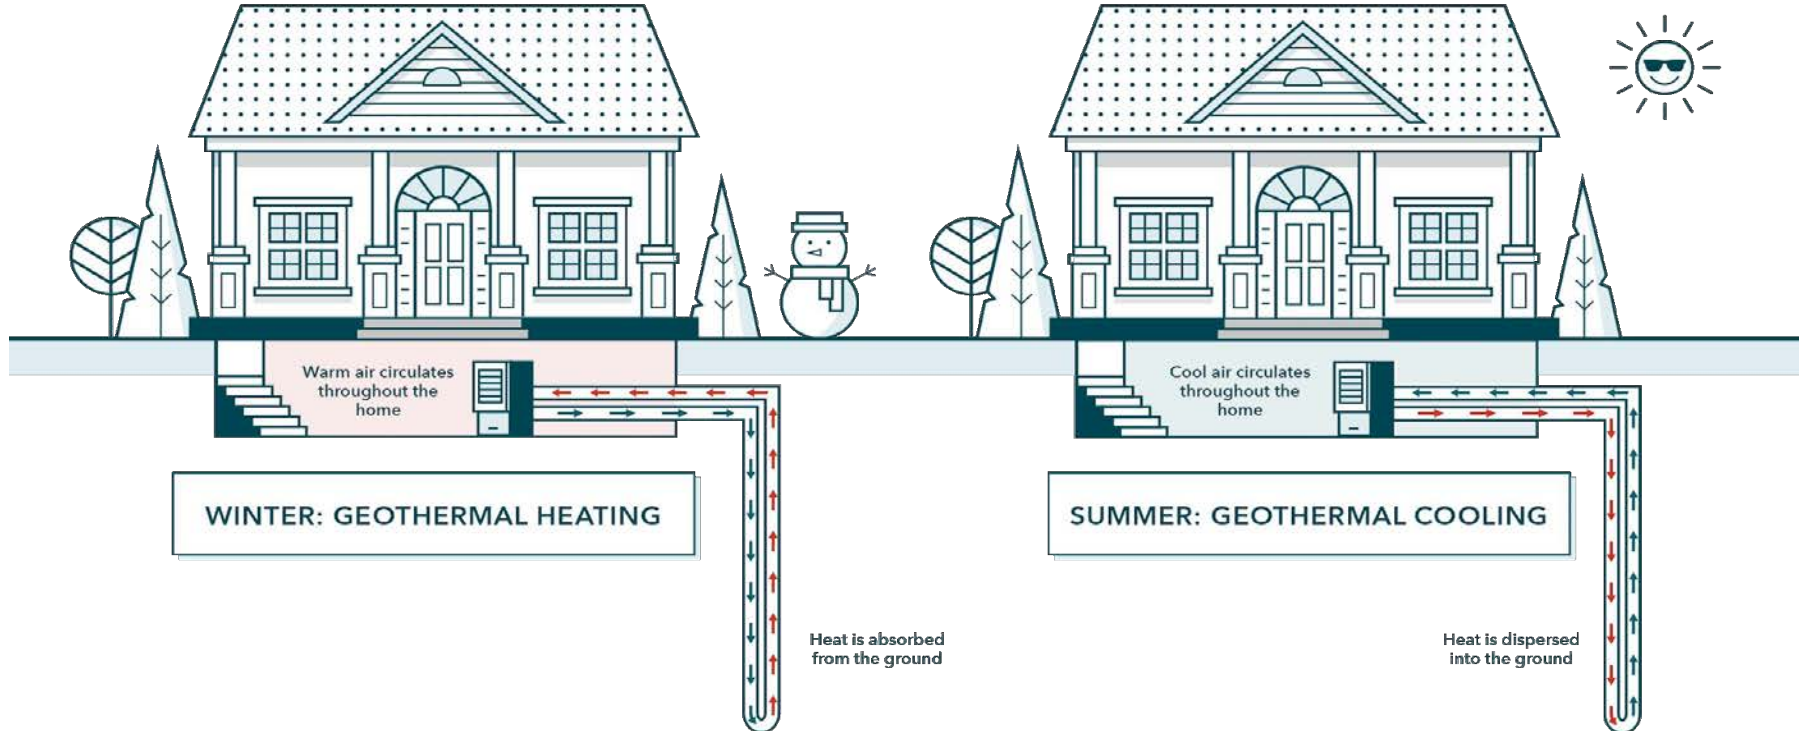 Warm air circulates
throughout the
home
WINTER: GEOTHERMAL HEATING
Heat is absorbed
from the ground
Cool air circulates
throughout the
home
SUMMER: GEOTHERMAL COOLING
Heat is dispersed
into the ground